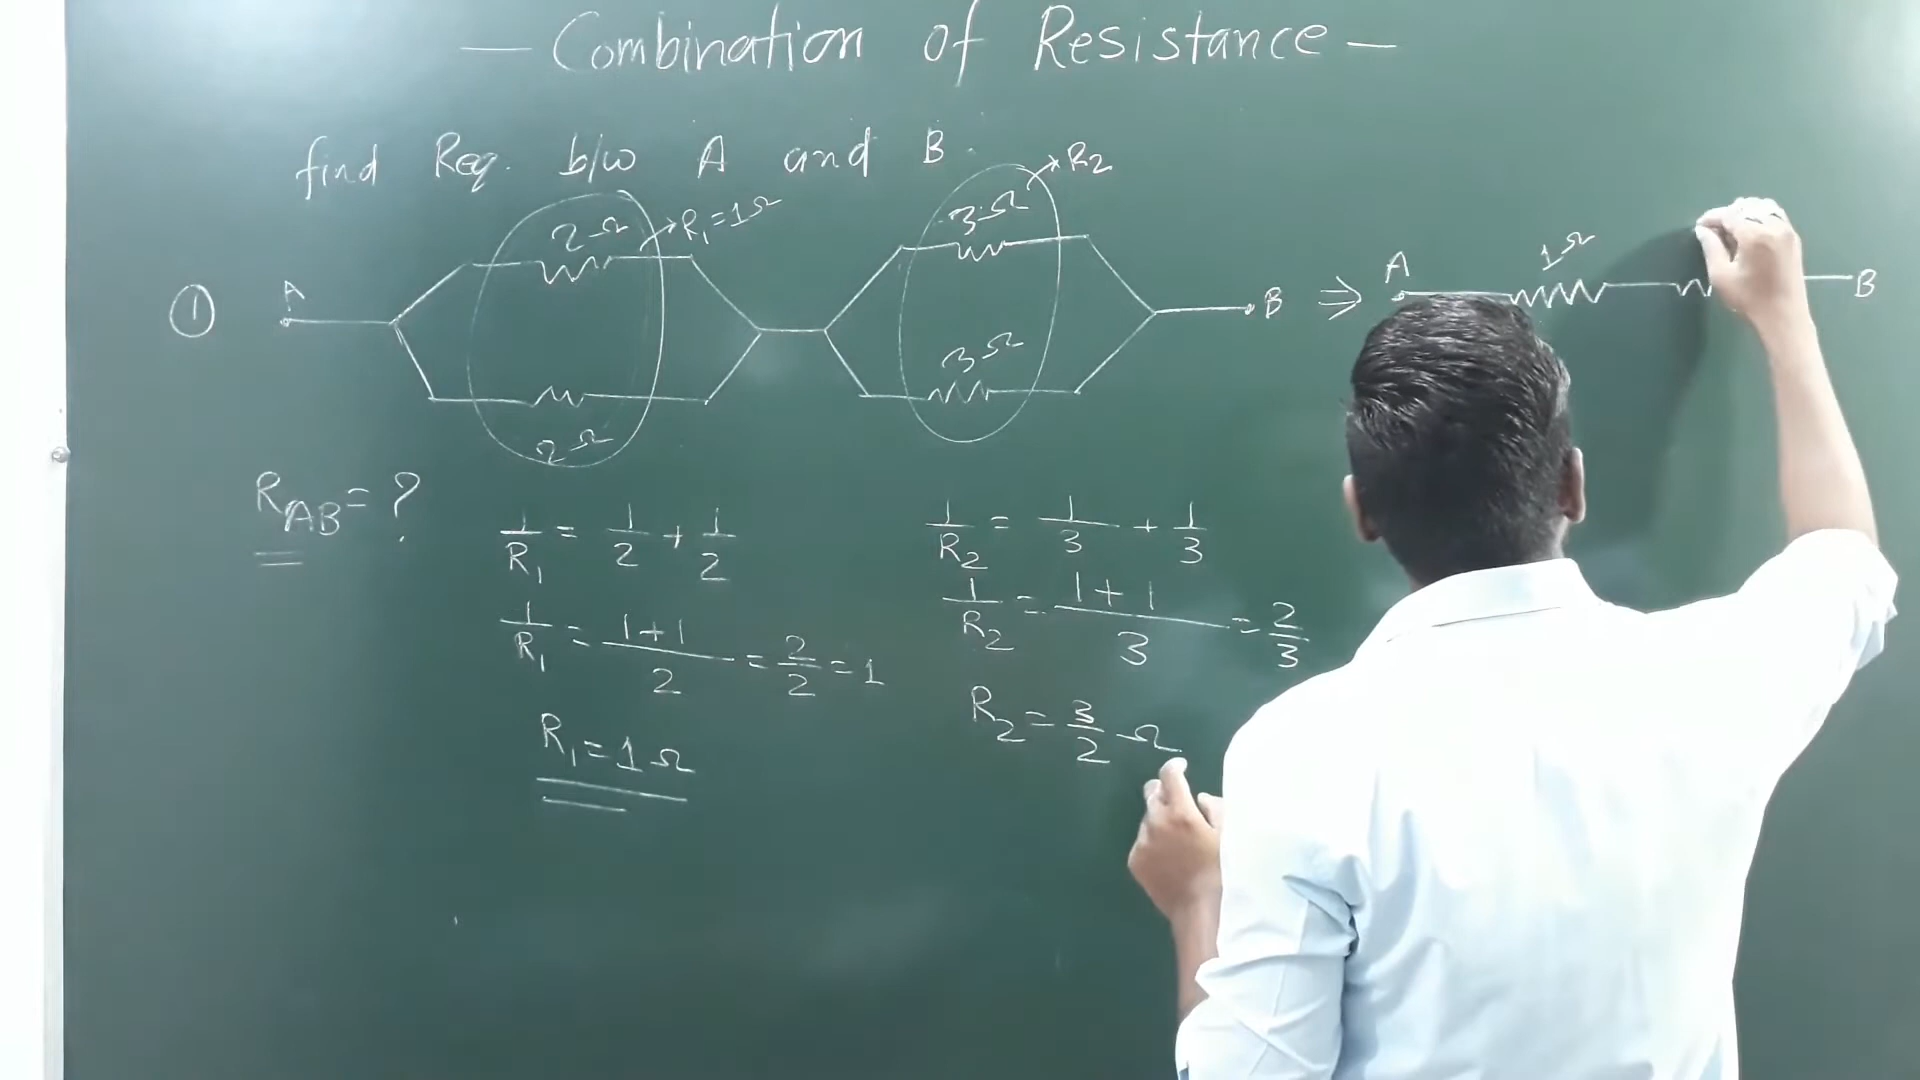 — Combination of Resistance —
find Req. b/w A and B.
① A 2Ω R₁=1Ω 3Ω R₂ B ⇒ A 1Ω B
2Ω 3Ω
R_AB = ?
1/R₁ = 1/2 + 1/2
1/R₁ = (1+1)/2 = 2/2 = 1
R₁ = 1Ω
1/R₂ = 1/3 + 1/3
1/R₂ = (1+1)/3 = 2/3
R₂ = 3/2 Ω